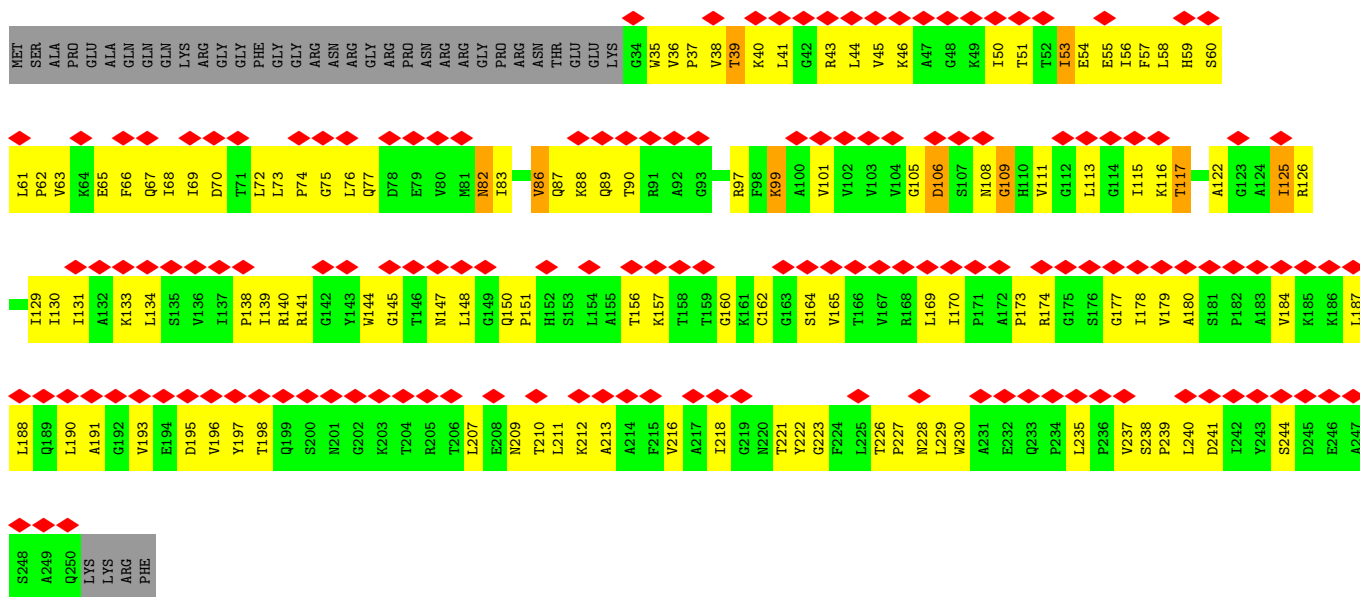 MET SER ALA PRO GLU ALA GLN GLN GLN LYS ARG GLY GLY PHE GLY GLY ARG ASN ARG GLY ARG PRO ASN ARG ARG GLY PRO ARG ASN THR GLU GLU LYS G34 W35 V36 P37 V38 T39 K40 L41 G42 R43 L44 V45 K46 A47 G48 K49 I50 T51 T52 I53 E54 E55 I56 F57 L58 H59 S60
L61 P62 V63 K64 E65 F66 Q67 I68 I69 D70 T71 L72 L73 P74 G75 L76 Q77 D78 E79 V80 M81 N82 I83 V86 Q87 K88 Q89 T90 R91 A92 G93 R97 F98 K99 A100 V101 V102 V103 V104 G105 D106 S107 N108 G109 H110 V111 G112 L113 G114 I115 K116 T117 A122 G123 A124 I125 R126
I129 I130 I131 A132 K133 L134 S135 V136 I137 P138 I139 R140 R141 G142 Y143 W144 G145 T146 N147 L148 G149 Q150 P151 H152 S153 L154 A155 T156 K157 T158 T159 G160 K161 C162 G163 S164 V165 T166 V167 R168 L169 I170 P171 A172 P173 R174 G175 S176 G177 I178 V179 A180 S181 P182 A183 V184 K185 K186 L187
L188 Q189 L190 A191 G192 V193 E194 D195 V196 Y197 T198 Q199 S200 N201 G202 K203 T204 R205 T206 L207 E208 N209 T210 L211 K212 A213 A214 F215 V216 A217 I218 G219 N220 T221 Y222 G223 F224 L225 T226 P227 N228 L229 W230 A231 E232 Q233 P234 L235 P236 V237 S238 P239 L240 D241 I242 Y243 S244 D245 E246 A247
S248 A249 Q250 LYS LYS ARG PHE